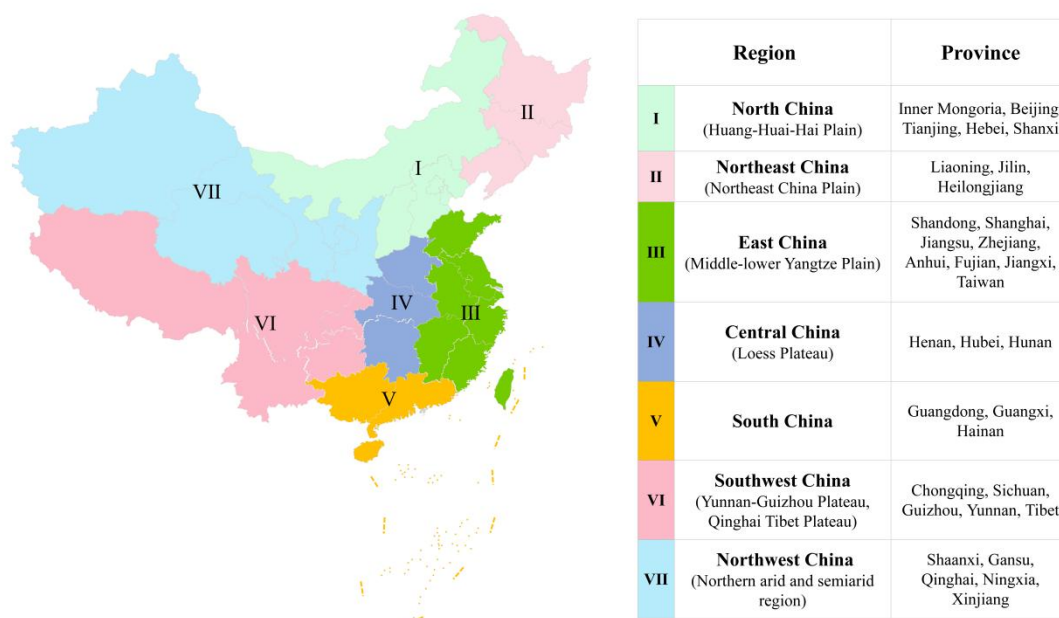 II
I
VII
IV
III
VI
V
Region Province
I North China Inner Mongoria, Beijing,
(Huang-Huai-Hai Plain) Tianjing, Hebei, Shanxi
II Northeast China Liaoning, Jilin,
(Northeast China Plain) Heilongjiang
III East China Shandong, Shanghai,
(Middle-lower Yangtze Plain) Jiangsu, Zhejiang,
Anhui, Fujian, Jiangxi,
Taiwan
IV Central China Henan, Hubei, Hunan
(Loess Plateau)
V South China Guangdong, Guangxi,
Hainan
VI Southwest China Chongqing, Sichuan,
(Yunnan-Guizhou Plateau, Guizhou, Yunnan, Tibet
Qinghai Tibet Plateau)
VII Northwest China Shaanxi, Gansu,
(Northern arid and semiarid Qinghai, Ningxia,
region) Xinjiang